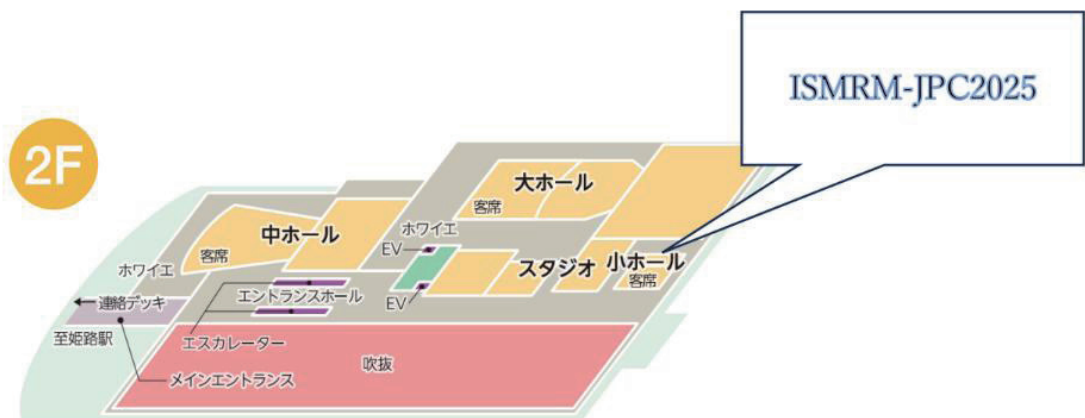 ISMRM-JPC2025
2F
大ホール
客席
中ホール
客席
ホワイエ
EV
スタジオ
小ホール
客席
ホワイエ
エントランスホール
EV
←連絡デッキ
至姫路駅
エスカレーター
吹抜
メインエントランス